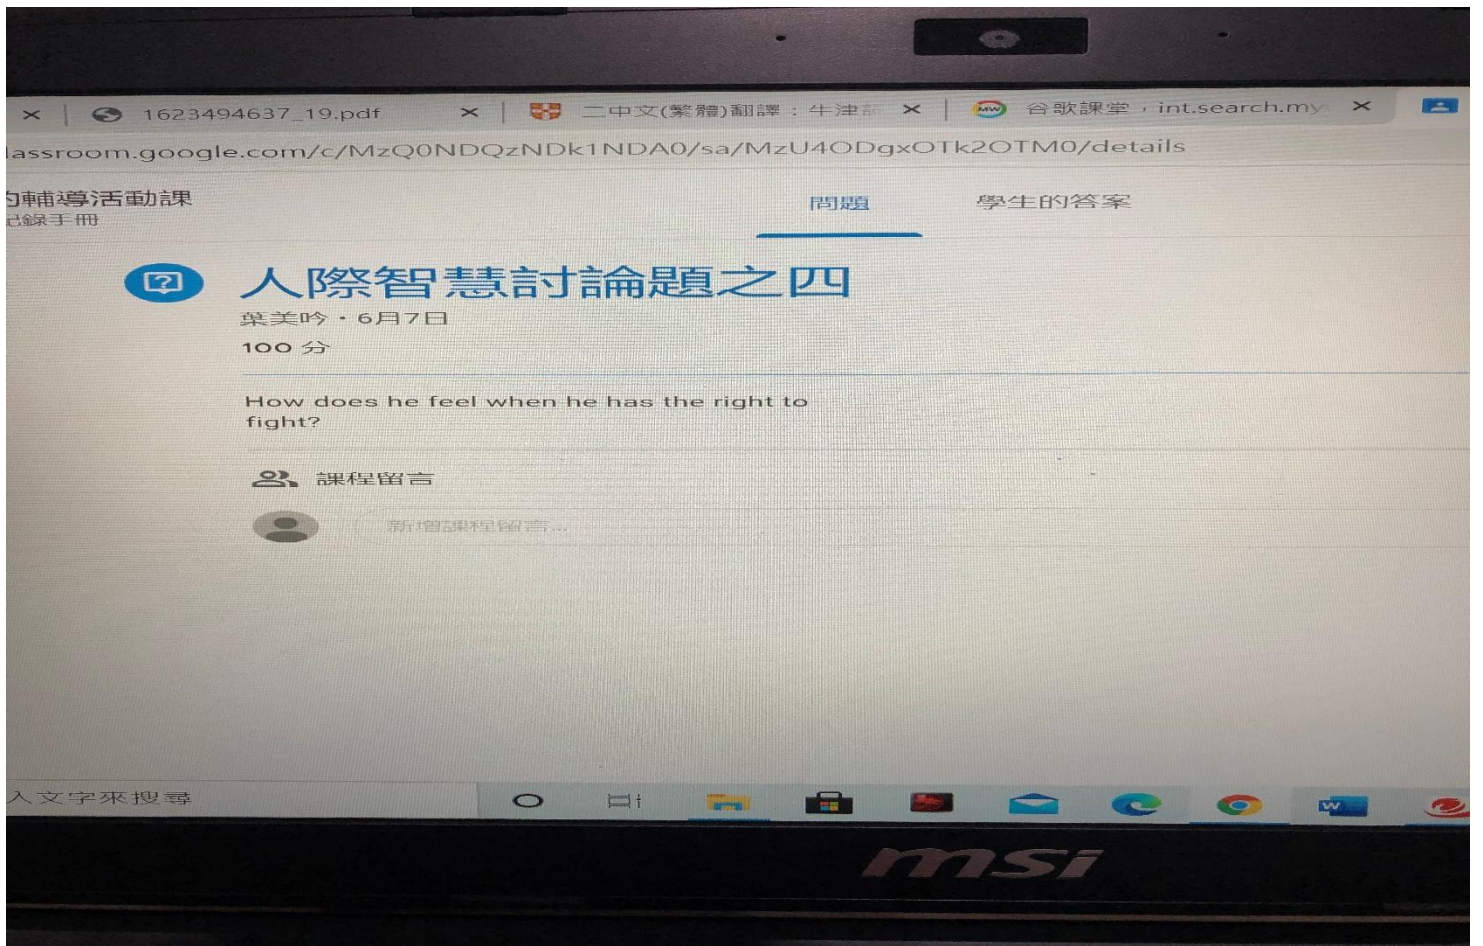 1623494637_19.pdf
二中文(繁體)翻譯：牛津
谷歌課堂，int.search.my
lassroom.google.com/c/MzQ0NDQzNDk1NDA0/sa/MzU4ODgxOTk2OTM0/details
輔導活動課
問題
學生的答案
錄手冊
人際智慧討論題之四
葉美吟・6月7日
100 分
How does he feel when he has the right to
fight?
課程留言
新增課程留言...
入文字來搜尋
msi